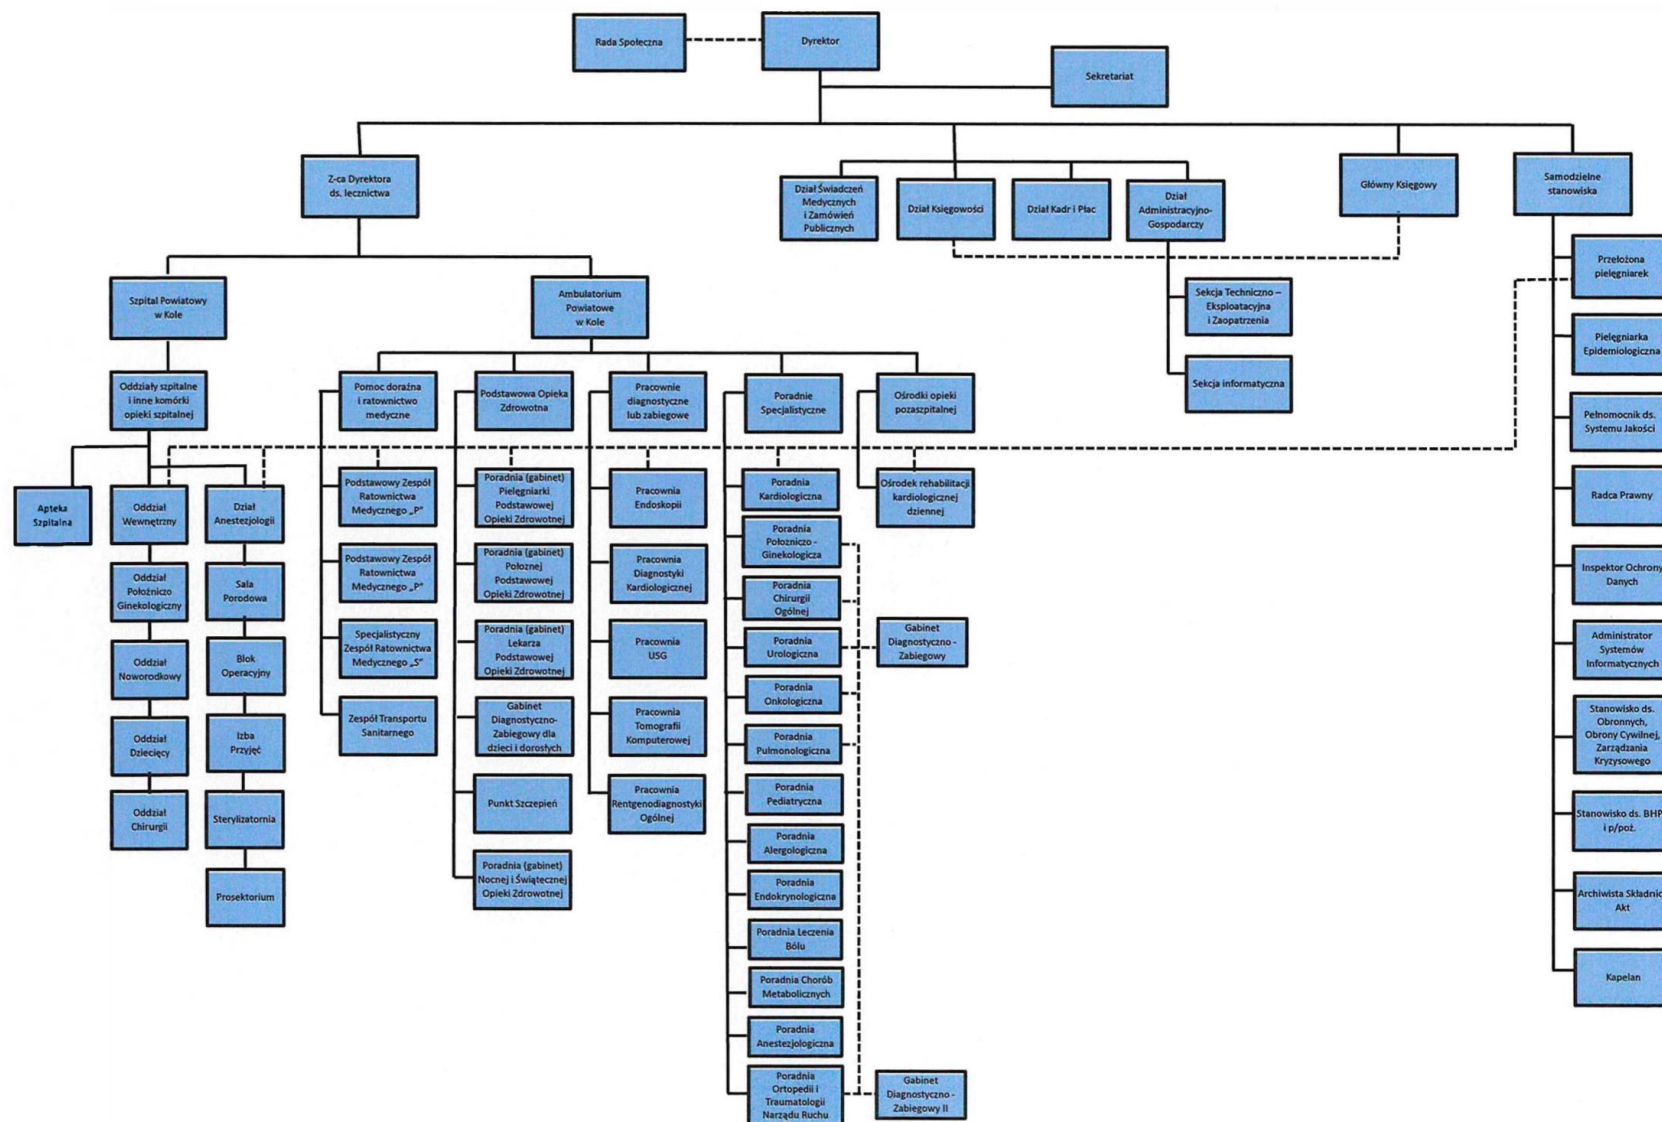 Rada Społeczna
Dyrektor
Sekretariat
Z-ca Dyrektora
ds. lecznictwa
Dział Świadczeń
Medycznych
i Zamówień
Publicznych
Dział Księgowości
Dział Kadr i Płac
Dział
Administracyjno-
Gospodarczy
Główny Księgowy
Samodzielne
stanowiska
Szpital Powiatowy
w Kole
Ambulatorium
Powiatowe
w Kole
Sekcja Techniczno –
Eksploatacyjna
i Zaopatrzenia
Sekcja informatyczna
Oddziały szpitalne
i inne komórki
opieki szpitalnej
Pomoc doraźna
i ratownictwo
medyczne
Podstawowa Opieka
Zdrowotna
Pracownie
diagnostyczne
lub zabiegowe
Poradnie
Specjalistyczne
Ośrodki opieki
pozaszpitalnej
Apteka
Szpitalna
Oddział
Wewnętrzny
Oddział
Położniczo
Ginekologiczny
Oddział
Noworodkowy
Oddział
Dziecięcy
Oddział
Chirurgii
Dział
Anestezjologii
Sala
Porodowa
Blok
Operacyjny
Izba
Przyjęć
Sterylizatornia
Prosektorium
Podstawowy Zespół
Ratownictwa
Medycznego „P”
Podstawowy Zespół
Ratownictwa
Medycznego „P”
Specjalistyczny
Zespół Ratownictwa
Medycznego „S”
Zespół Transportu
Sanitarnego
Poradnia (gabinet)
Pielęgniarki
Podstawowej
Opieki Zdrowotnej
Poradnia (gabinet)
Położnej
Podstawowej
Opieki Zdrowotnej
Poradnia (gabinet)
Lekarza
Podstawowej
Opieki Zdrowotnej
Gabinet
Diagnostyczno-
Zabiegowy dla
dzieci i dorosłych
Punkt Szczepień
Poradnia (gabinet)
Nocnej i Świątecznej
Opieki Zdrowotnej
Pracownia
Endoskopii
Pracownia
Diagnostyki
Kardiologicznej
Pracownia
USG
Pracownia
Tomografii
Komputerowej
Pracownia
Rentgenodiagnostyki
Ogólnej
Poradnia
Kardiologiczna
Poradnia
Położniczo -
Ginekologicza
Poradnia
Chirurgii
Ogólnej
Poradnia
Urologiczna
Poradnia
Onkologiczna
Poradnia
Pulmonologiczna
Poradnia
Pediatryczna
Poradnia
Alergologiczna
Poradnia
Endokrynologiczna
Poradnia Leczenia
Bólu
Poradnia Chorób
Metabolicznych
Poradnia
Anestezjologiczna
Poradnia
Ortopedii i
Traumatologii
Narządu Ruchu
Ośrodek rehabilitacji
kardiologicznej
dziennej
Gabinet
Diagnostyczno -
Zabiegowy
Gabinet
Diagnostyczno -
Zabiegowy II
Przełożona
pielęgniarek
Pielęgniarka
Epidemiologiczna
Pełnomocnik ds.
Systemu Jakości
Radca Prawny
Inspektor Ochrony
Danych
Administrator
Systemów
Informatycznych
Stanowisko ds.
Obronnych,
Obrony Cywilnej,
Zarządzania
Kryzysowego
Stanowisko ds. BHP
i p/poż.
Archiwista Składnic
Akt
Kapelan